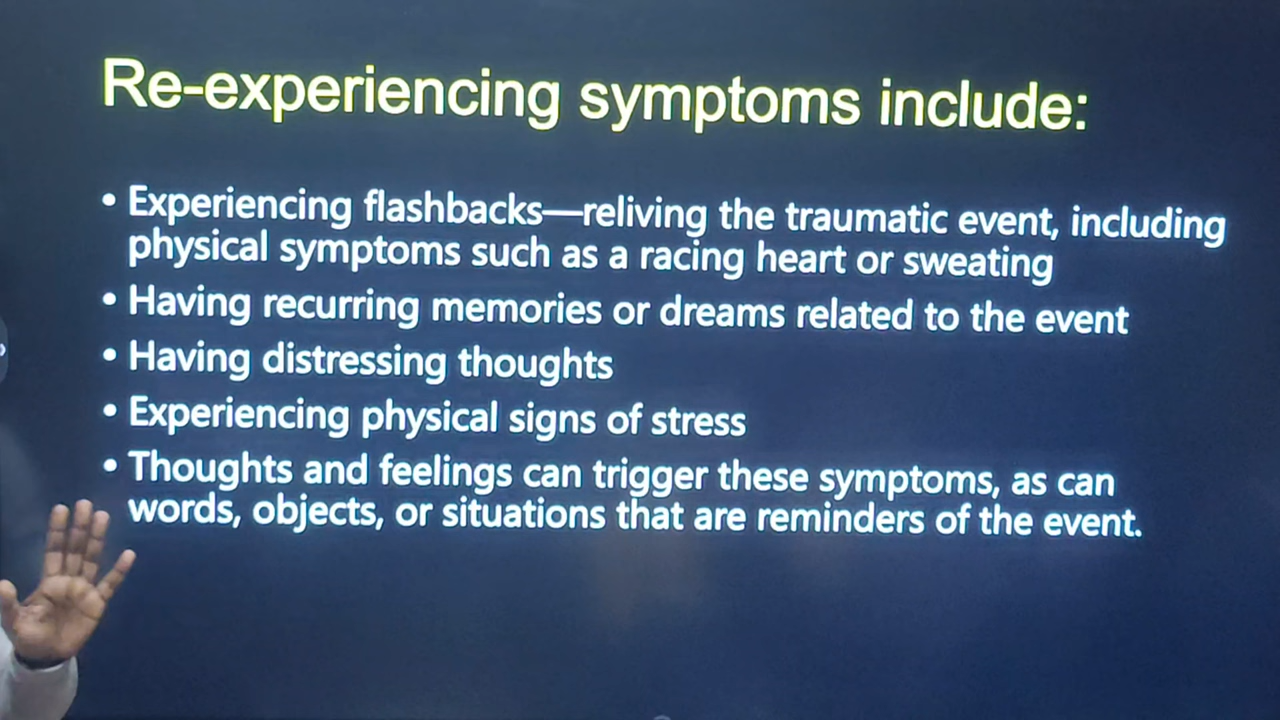 Re-experiencing symptoms include:
• Experiencing flashbacks—reliving the traumatic event, including
physical symptoms such as a racing heart or sweating
• Having recurring memories or dreams related to the event
• Having distressing thoughts
• Experiencing physical signs of stress
• Thoughts and feelings can trigger these symptoms, as can
words, objects, or situations that are reminders of the event.